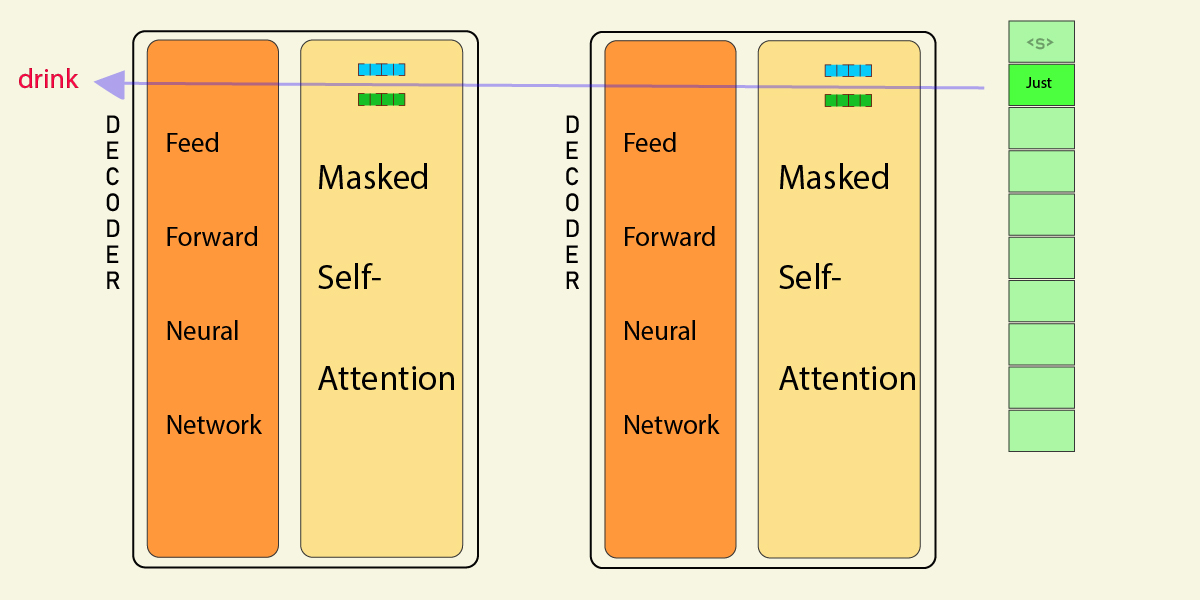 drink
DECODER
Feed
Forward
Neural
Network
Masked
Self-
Attention
DECODER
Feed
Forward
Neural
Network
Masked
Self-
Attention
<s>
Just